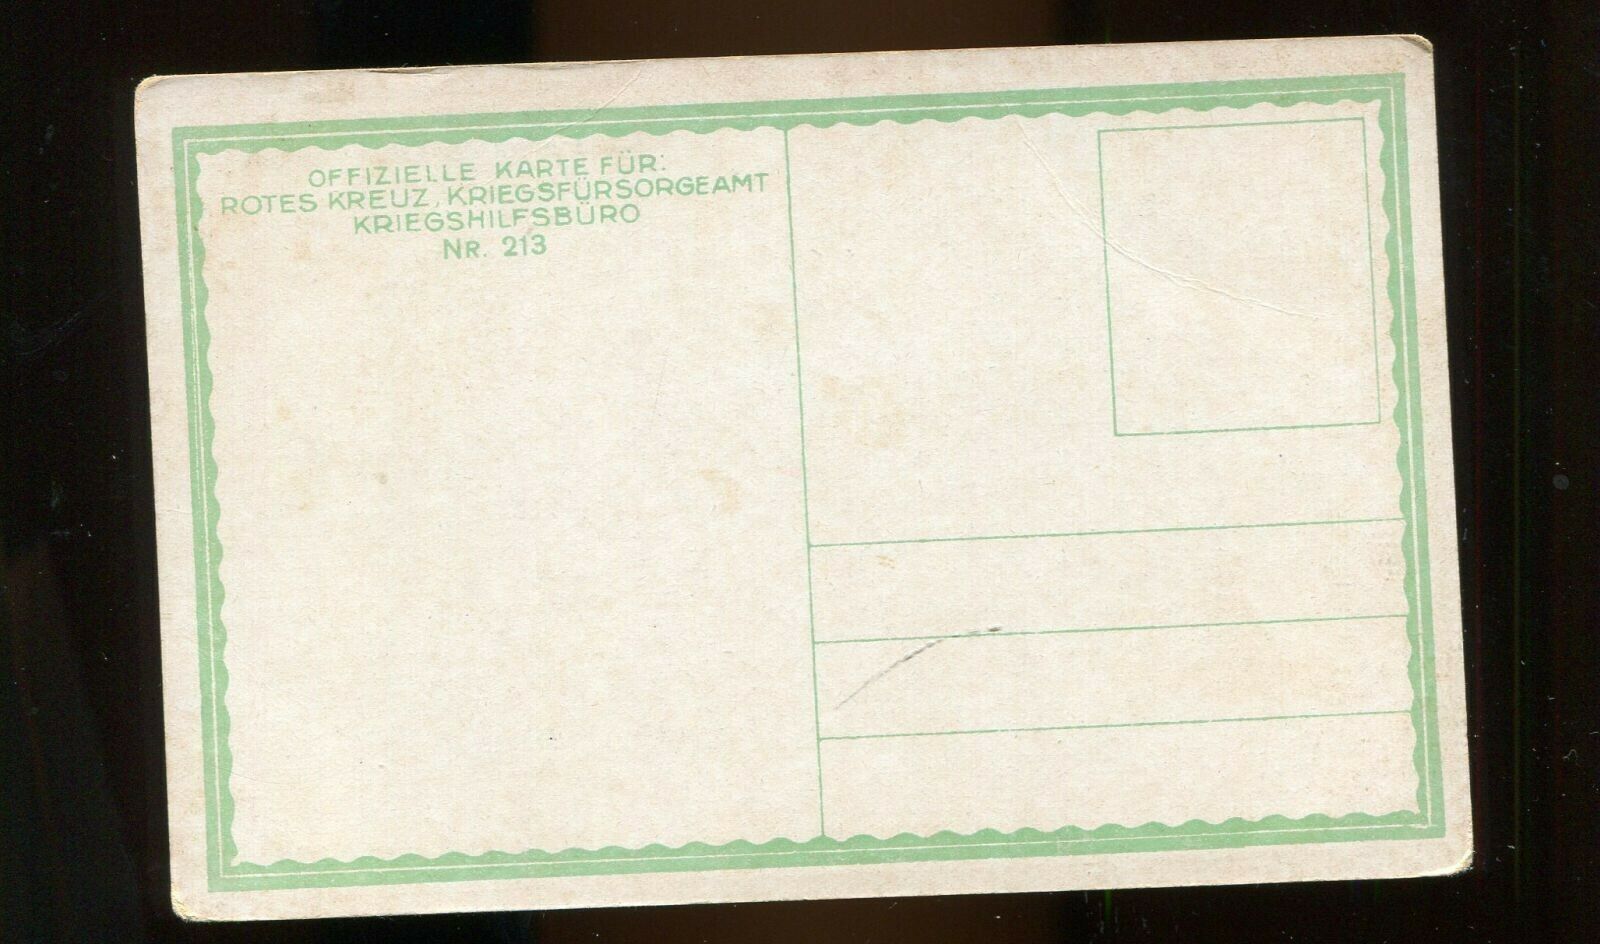 OFFIZIELLE KARTE FÜR:
ROTES KREUZ, KRIEGSFÜRSORGEAMT
KRIEGSHILFSBÜRO
NR. 213